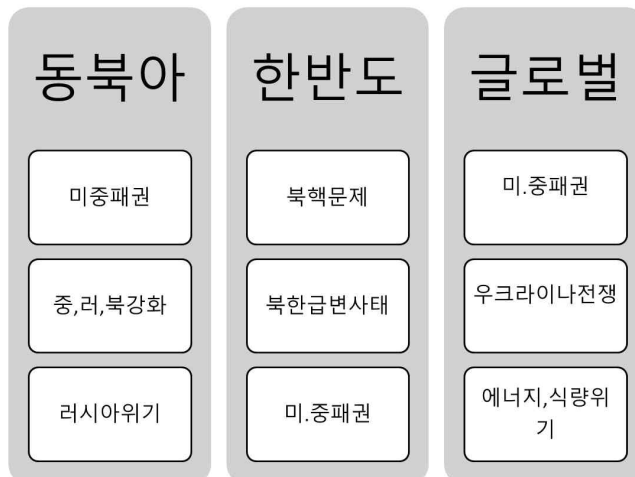 동북아
미중패권
중,러,북강화
러시아위기
한반도
북핵문제
북한급변사태
미.중패권
글로벌
미.중패권
우크라이나전쟁
에너지,식량위
기